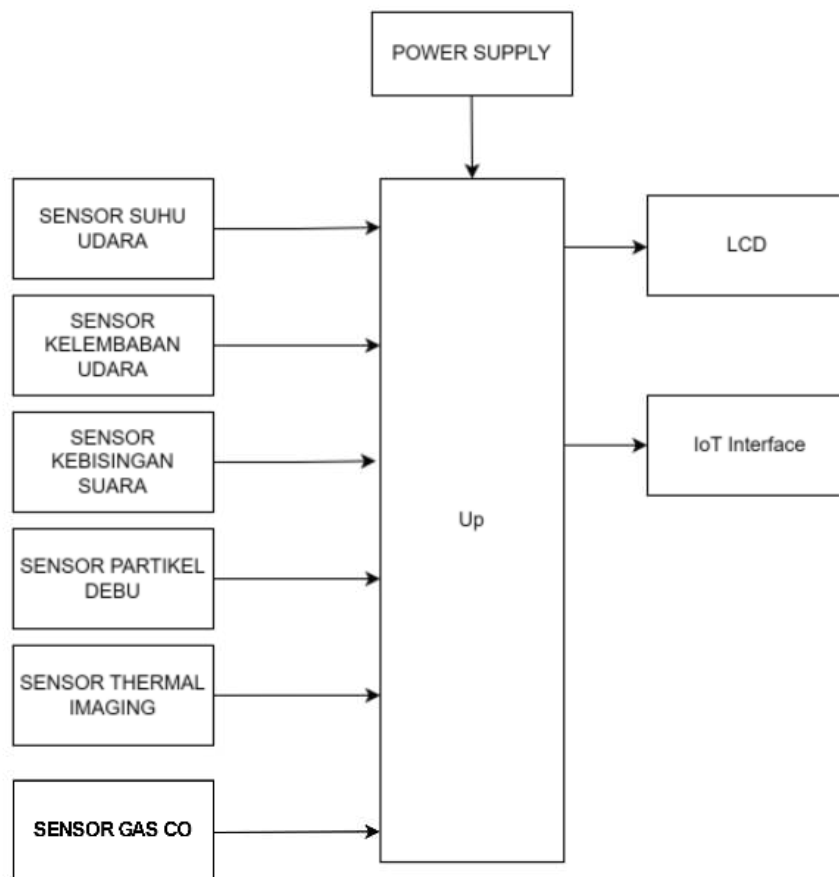 POWER SUPPLY
SENSOR SUHU
UDARA
SENSOR
KELEMBABAN
UDARA
SENSOR
KEBISINGAN
SUARA
SENSOR PARTIKEL
DEBU
SENSOR THERMAL
IMAGING
SENSOR GAS CO
Up
LCD
IoT Interface